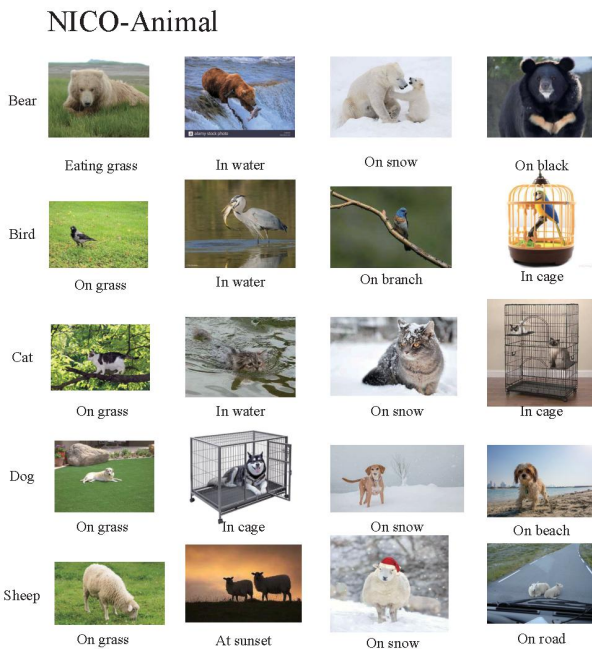 NICO-Animal
Bear
Eating grass
In water
On snow
On black
Bird
On grass
In water
On branch
In cage
Cat
On grass
In water
On snow
In cage
Dog
On grass
In cage
On snow
On beach
Sheep
On grass
At sunset
On snow
On road